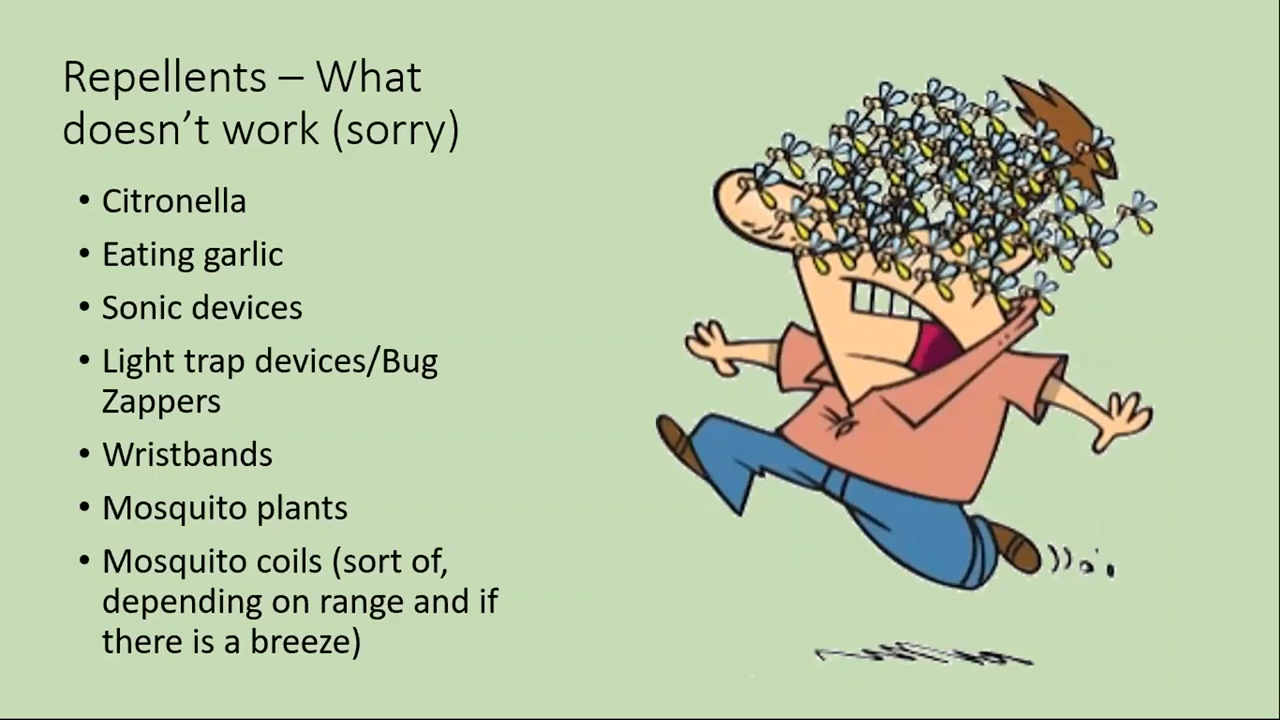 Repellents – What
doesn't work (sorry)
• Citronella
• Eating garlic
• Sonic devices
• Light trap devices/Bug
Zappers
• Wristbands
• Mosquito plants
• Mosquito coils (sort of,
depending on range and if
there is a breeze)